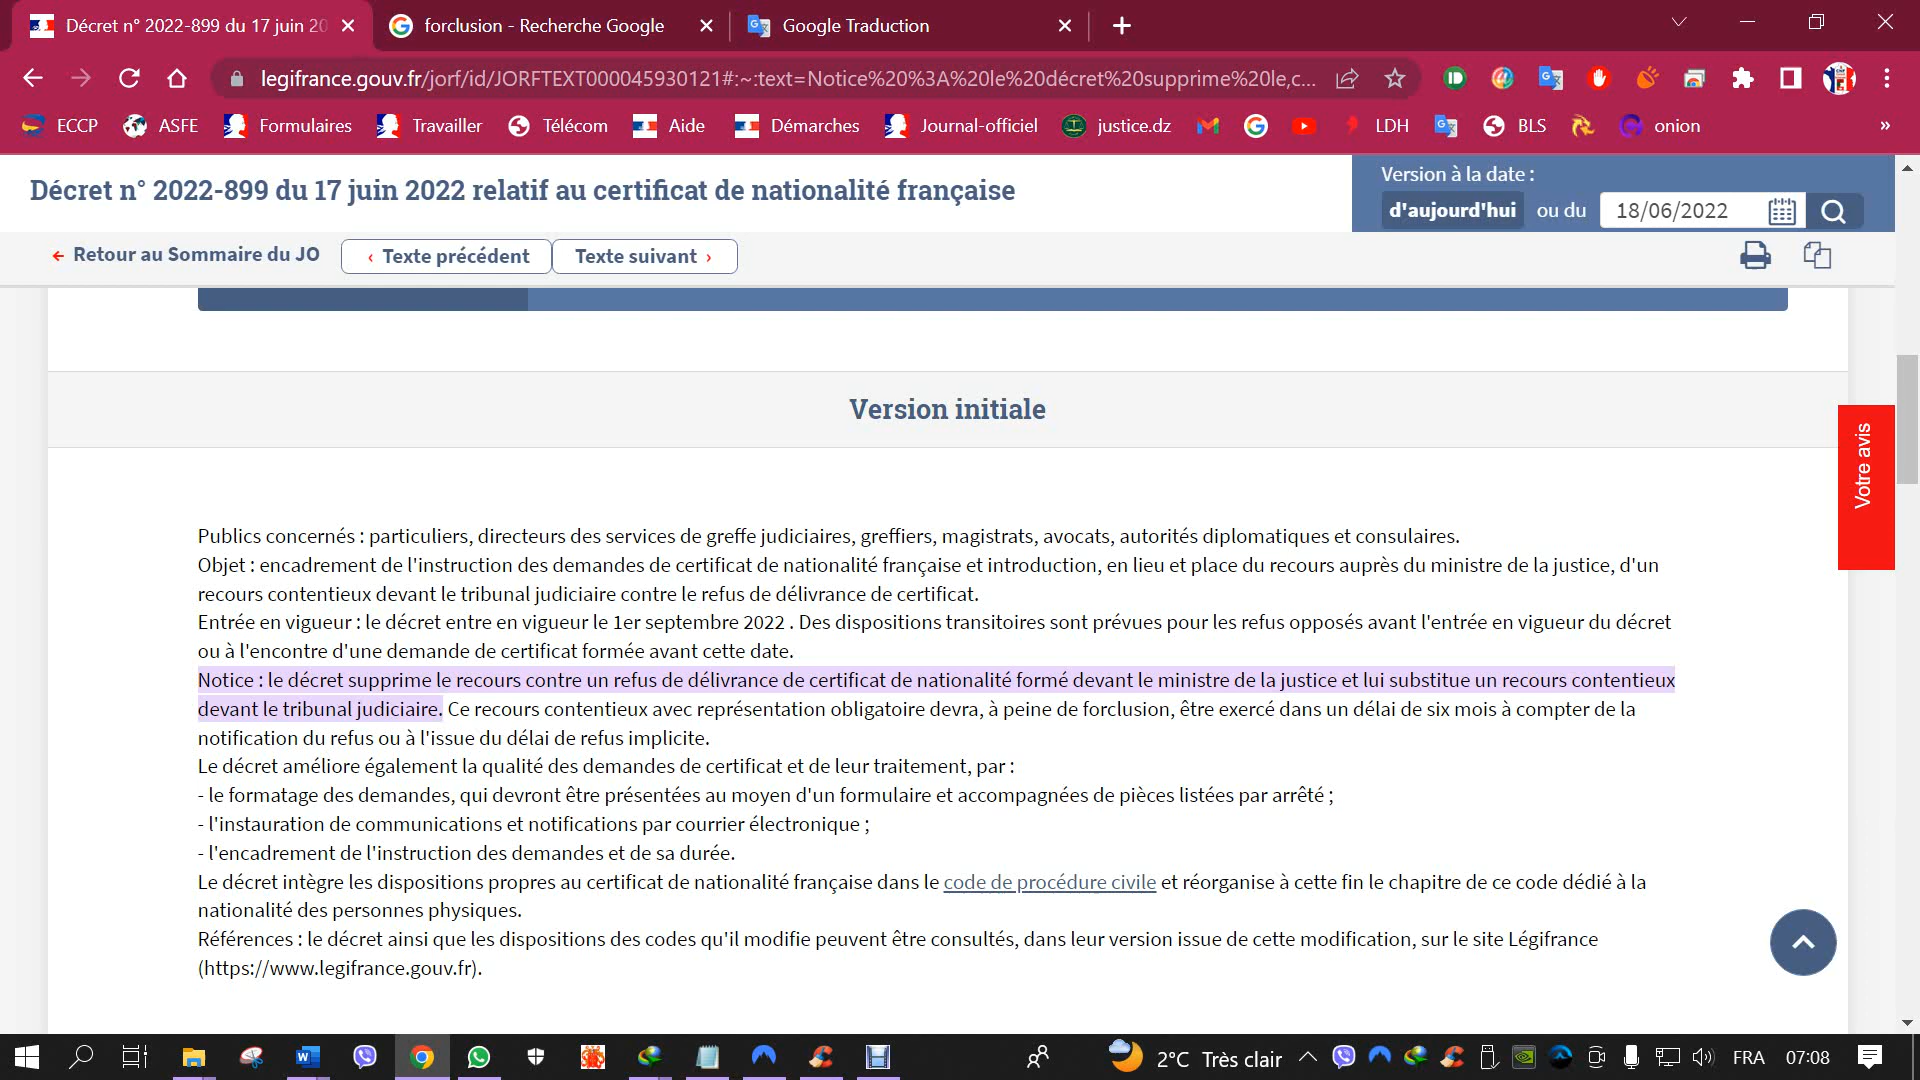 Décret n° 2022-899 du 17 juin 20
forclusion - Recherche Google
Google Traduction
legifrance.gouv.fr/jorf/id/JORFTEXT000045930121#:~:text=Notice%20%3A%20le%20décret%20supprime%20le,c...
ECCP
ASFE
Formulaires
Travailler
Télécom
Aide
Démarches
Journal-officiel
justice.dz
LDH
BLS
onion
»
Décret n° 2022-899 du 17 juin 2022 relatif au certificat de nationalité française
Version à la date :
d'aujourd'hui ou du 18/06/2022
Retour au Sommaire du JO
‹ Texte précédent
Texte suivant ›
Version initiale
Votre avis
Publics concernés : particuliers, directeurs des services de greffe judiciaires, greffiers, magistrats, avocats, autorités diplomatiques et consulaires.
Objet : encadrement de l'instruction des demandes de certificat de nationalité française et introduction, en lieu et place du recours auprès du ministre de la justice, d'un
recours contentieux devant le tribunal judiciaire contre le refus de délivrance de certificat.
Entrée en vigueur : le décret entre en vigueur le 1er septembre 2022 . Des dispositions transitoires sont prévues pour les refus opposés avant l'entrée en vigueur du décret
ou à l'encontre d'une demande de certificat formée avant cette date.
Notice : le décret supprime le recours contre un refus de délivrance de certificat de nationalité formé devant le ministre de la justice et lui substitue un recours contentieux
devant le tribunal judiciaire. Ce recours contentieux avec représentation obligatoire devra, à peine de forclusion, être exercé dans un délai de six mois à compter de la
notification du refus ou à l'issue du délai de refus implicite.
Le décret améliore également la qualité des demandes de certificat et de leur traitement, par :
- le formatage des demandes, qui devront être présentées au moyen d'un formulaire et accompagnées de pièces listées par arrêté ;
- l'instauration de communications et notifications par courrier électronique ;
- l'encadrement de l'instruction des demandes et de sa durée.
Le décret intègre les dispositions propres au certificat de nationalité française dans le code de procédure civile et réorganise à cette fin le chapitre de ce code dédié à la
nationalité des personnes physiques.
Références : le décret ainsi que les dispositions des codes qu'il modifie peuvent être consultés, dans leur version issue de cette modification, sur le site Légifrance
(https://www.legifrance.gouv.fr).
2°C Très clair
FRA
07:08